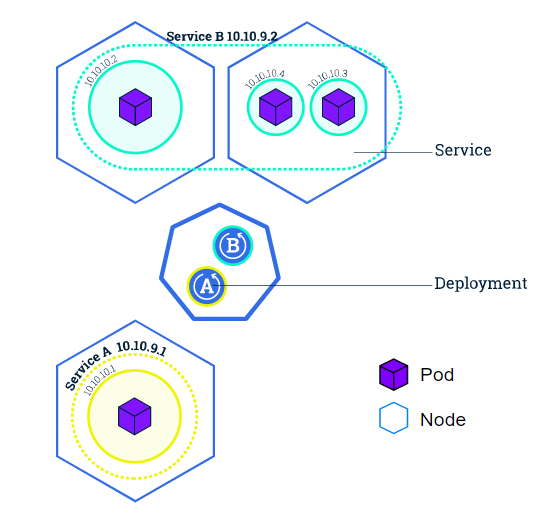 Service B 10.10.9.2
10.10.10.2
10.10.10.4
10.10.10.3
Service
B
A
Deployment
Service A 10.10.9.1
10.10.10.1
Pod
Node